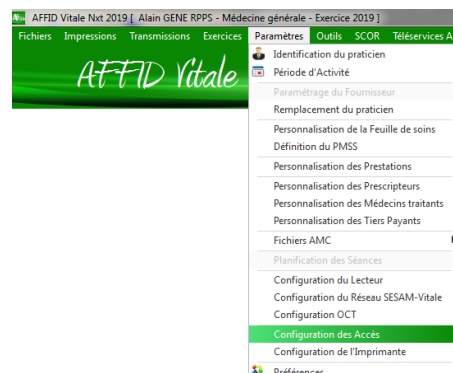 AFFID Vitale Nxt 2019 [ Alain GENE RPPS - Médecine générale - Exercice 2019 ]
Fichiers Impressions Transmissions Exercices Paramètres Outils SCOR Téléservices A
AFFID Vitale
Identification du praticien
Période d'Activité
Paramétrage du Fournisseur
Remplacement du praticien
Personnalisation de la Feuille de soins
Définition du PMSS
Personnalisation des Prestations
Personnalisation des Prescripteurs
Personnalisation des Médecins traitants
Personnalisation des Tiers Payants
Fichiers AMC
Planification des Séances
Configuration du Lecteur
Configuration du Réseau SESAM-Vitale
Configuration OCT
Configuration des Accès
Configuration de l'Imprimante
Préférences